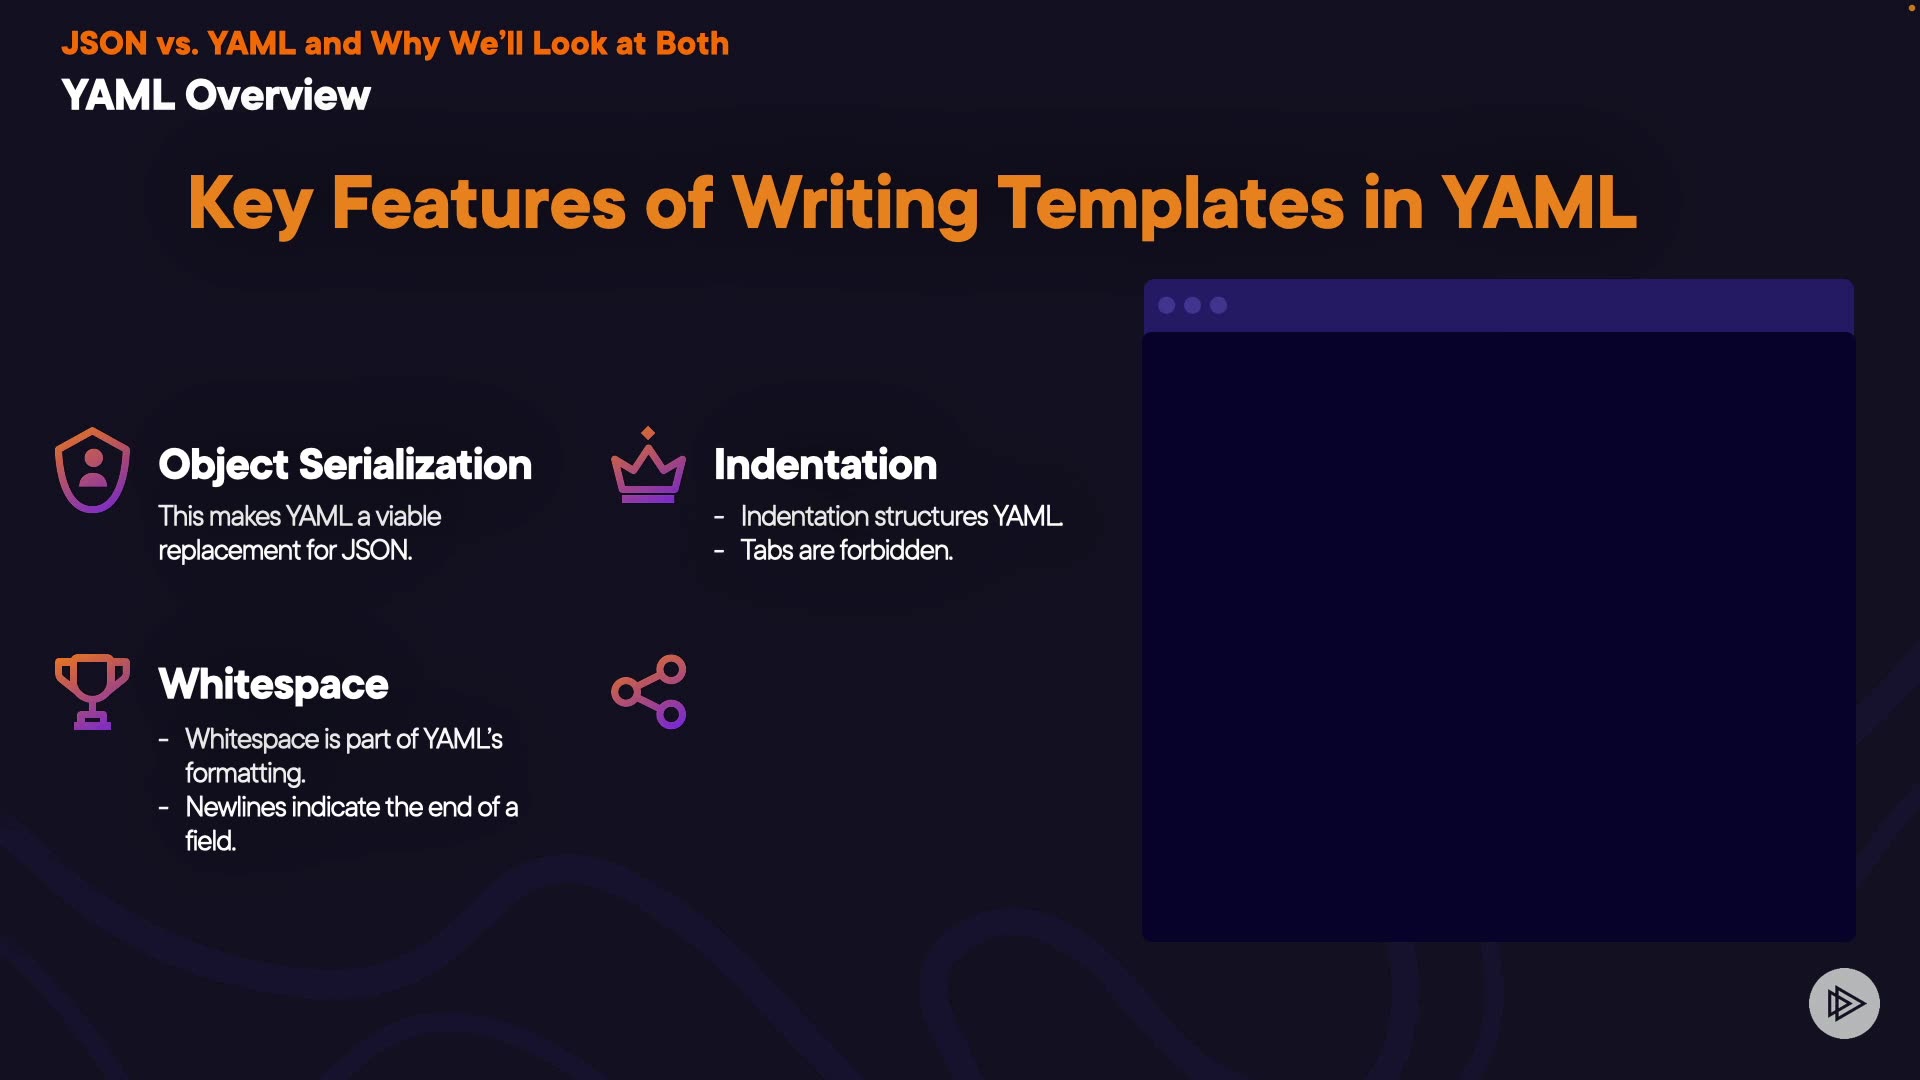 JSON vs. YAML and Why We’ll Look at Both
YAML Overview
Key Features of Writing Templates in YAML
Object Serialization
This makes YAML a viable
replacement for JSON.
Indentation
- Indentation structures YAML.
- Tabs are forbidden.
Whitespace
- Whitespace is part of YAML’s
formatting.
- Newlines indicate the end of a
field.